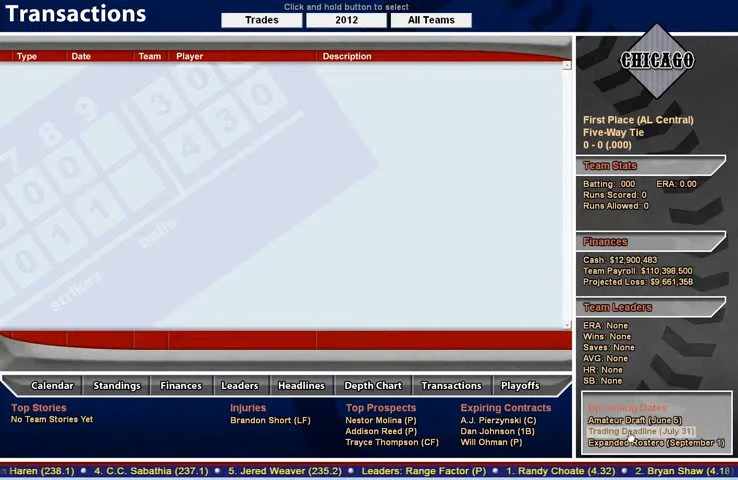 Transactions
Click and hold button to select
Trades 2012 All Teams
Type Date Team Player Description
CHICAGO
First Place (AL Central)
Five-Way Tie
0 - 0 (.000)
Team Stats
Batting: .000 ERA: 0.00
Runs Scored: 0
Runs Allowed: 0
Finances
Cash: $12,900,483
Team Payroll: $110,398,500
Projected Loss: $9,661,358
Team Leaders
ERA: None
Wins: None
Saves: None
AVG: None
HR: None
SB: None
Upcoming Dates
Amateur Draft (June 5)
Trading Deadline (July 31)
Expanded Rosters (September 1)
7 8 9
Strikes
Calendar Standings Finances Leaders Headlines Depth Chart Transactions Playoffs
Top Stories
No Team Stories Yet
Injuries
Brandon Short (LF)
Top Prospects
Nestor Molina (P)
Addison Reed (P)
Trayce Thompson (CF)
Expiring Contracts
A.J. Pierzynski (C)
Dan Johnson (1B)
Will Ohman (P)
n Haren (238.1) 4. C.C. Sabathia (237.1) 5. Jered Weaver (235.2) Leaders: Range Factor (P) 1. Randy Choate (4.32) 2. Bryan Shaw (4.18)